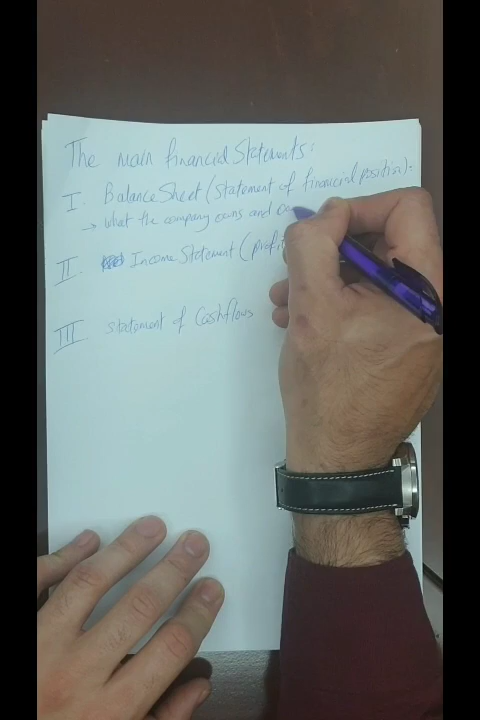 The main financial Statements:
I. Balance Sheet (Statement of financial position):
→ What the company owns and
II. Income Statement (profit
III statement of Cashflows